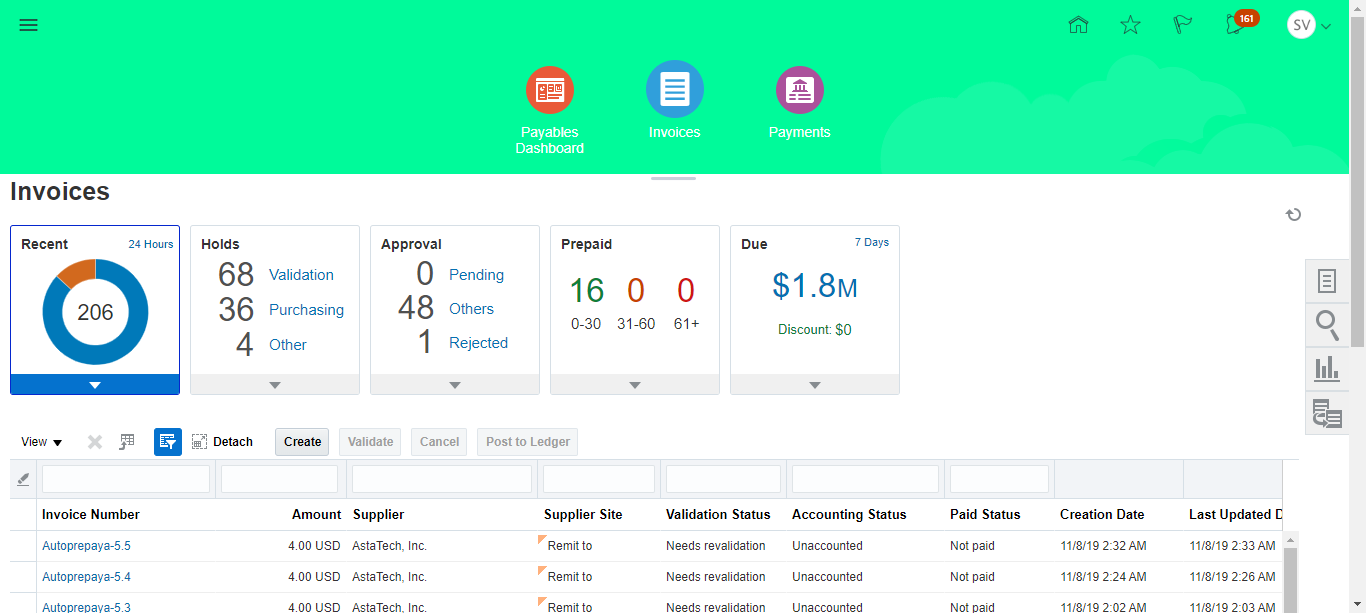 161
SV
Payables
Dashboard
Invoices
Payments
Invoices
Recent 24 Hours
206
Holds
68 Validation
36 Purchasing
4 Other
Approval
0 Pending
48 Others
1 Rejected
Prepaid
16 0 0
0-30 31-60 61+
Due 7 Days
$1.8M
Discount: $0
View Detach Create Validate Cancel Post to Ledger
Invoice Number Amount Supplier Supplier Site Validation Status Accounting Status Paid Status Creation Date Last Updated D
Autoprepaya-5.5 4.00 USD AstaTech, Inc. Remit to Needs revalidation Unaccounted Not paid 11/8/19 2:32 AM 11/8/19 2:33 AM
Autoprepaya-5.4 4.00 USD AstaTech, Inc. Remit to Needs revalidation Unaccounted Not paid 11/8/19 2:24 AM 11/8/19 2:26 AM
Autoprepaya-5.3 4.00 USD AstaTech, Inc. Remit to Needs revalidation Unaccounted Not paid 11/8/19 2:02 AM 11/8/19 2:03 AM